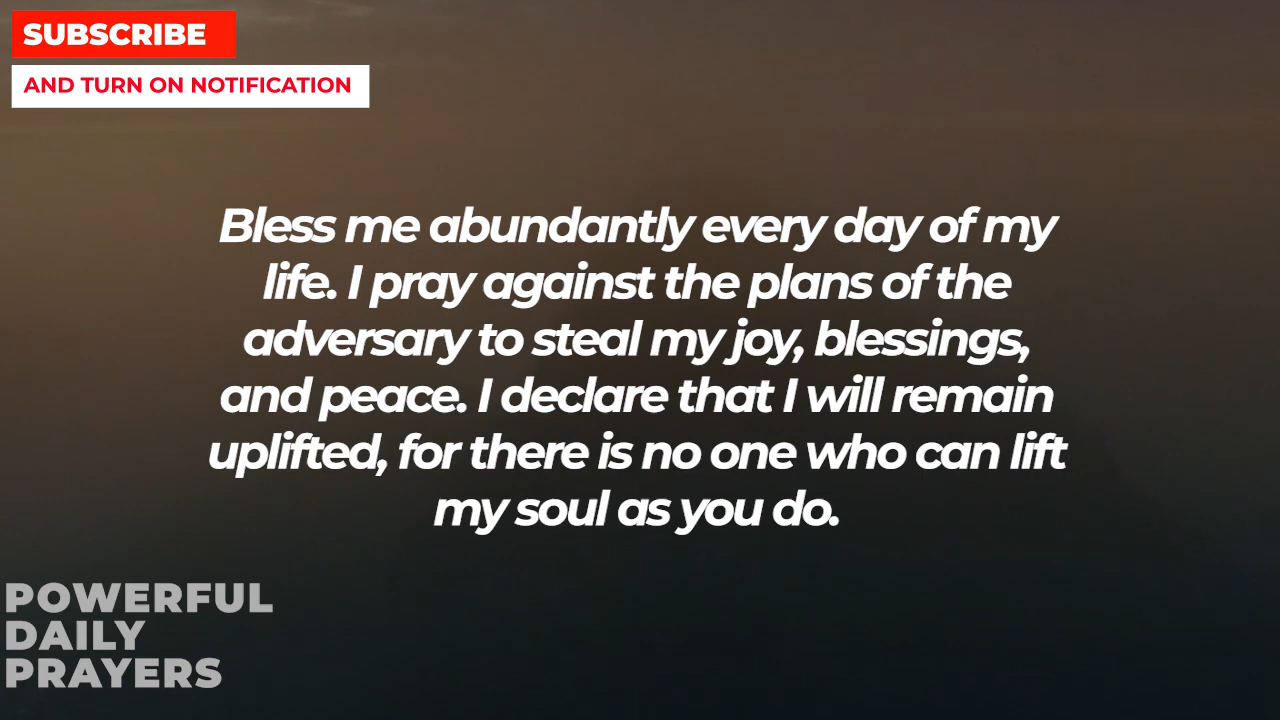 SUBSCRIBE
AND TURN ON NOTIFICATION
Bless me abundantly every day of my
life. I pray against the plans of the
adversary to steal my joy, blessings,
and peace. I declare that I will remain
uplifted, for there is no one who can lift
my soul as you do.
POWERFUL
DAILY
PRAYERS